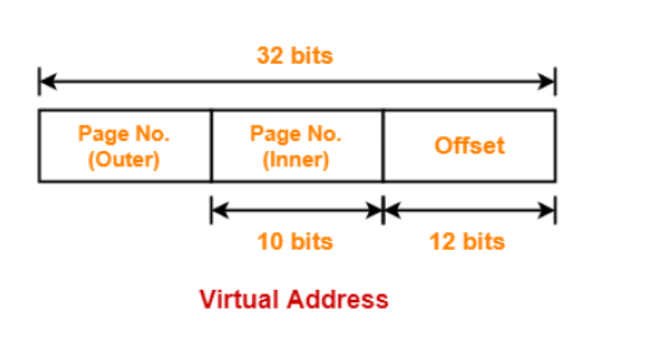 32 bits
Page No.
(Outer)
Page No.
(Inner)
Offset
10 bits
12 bits
Virtual Address